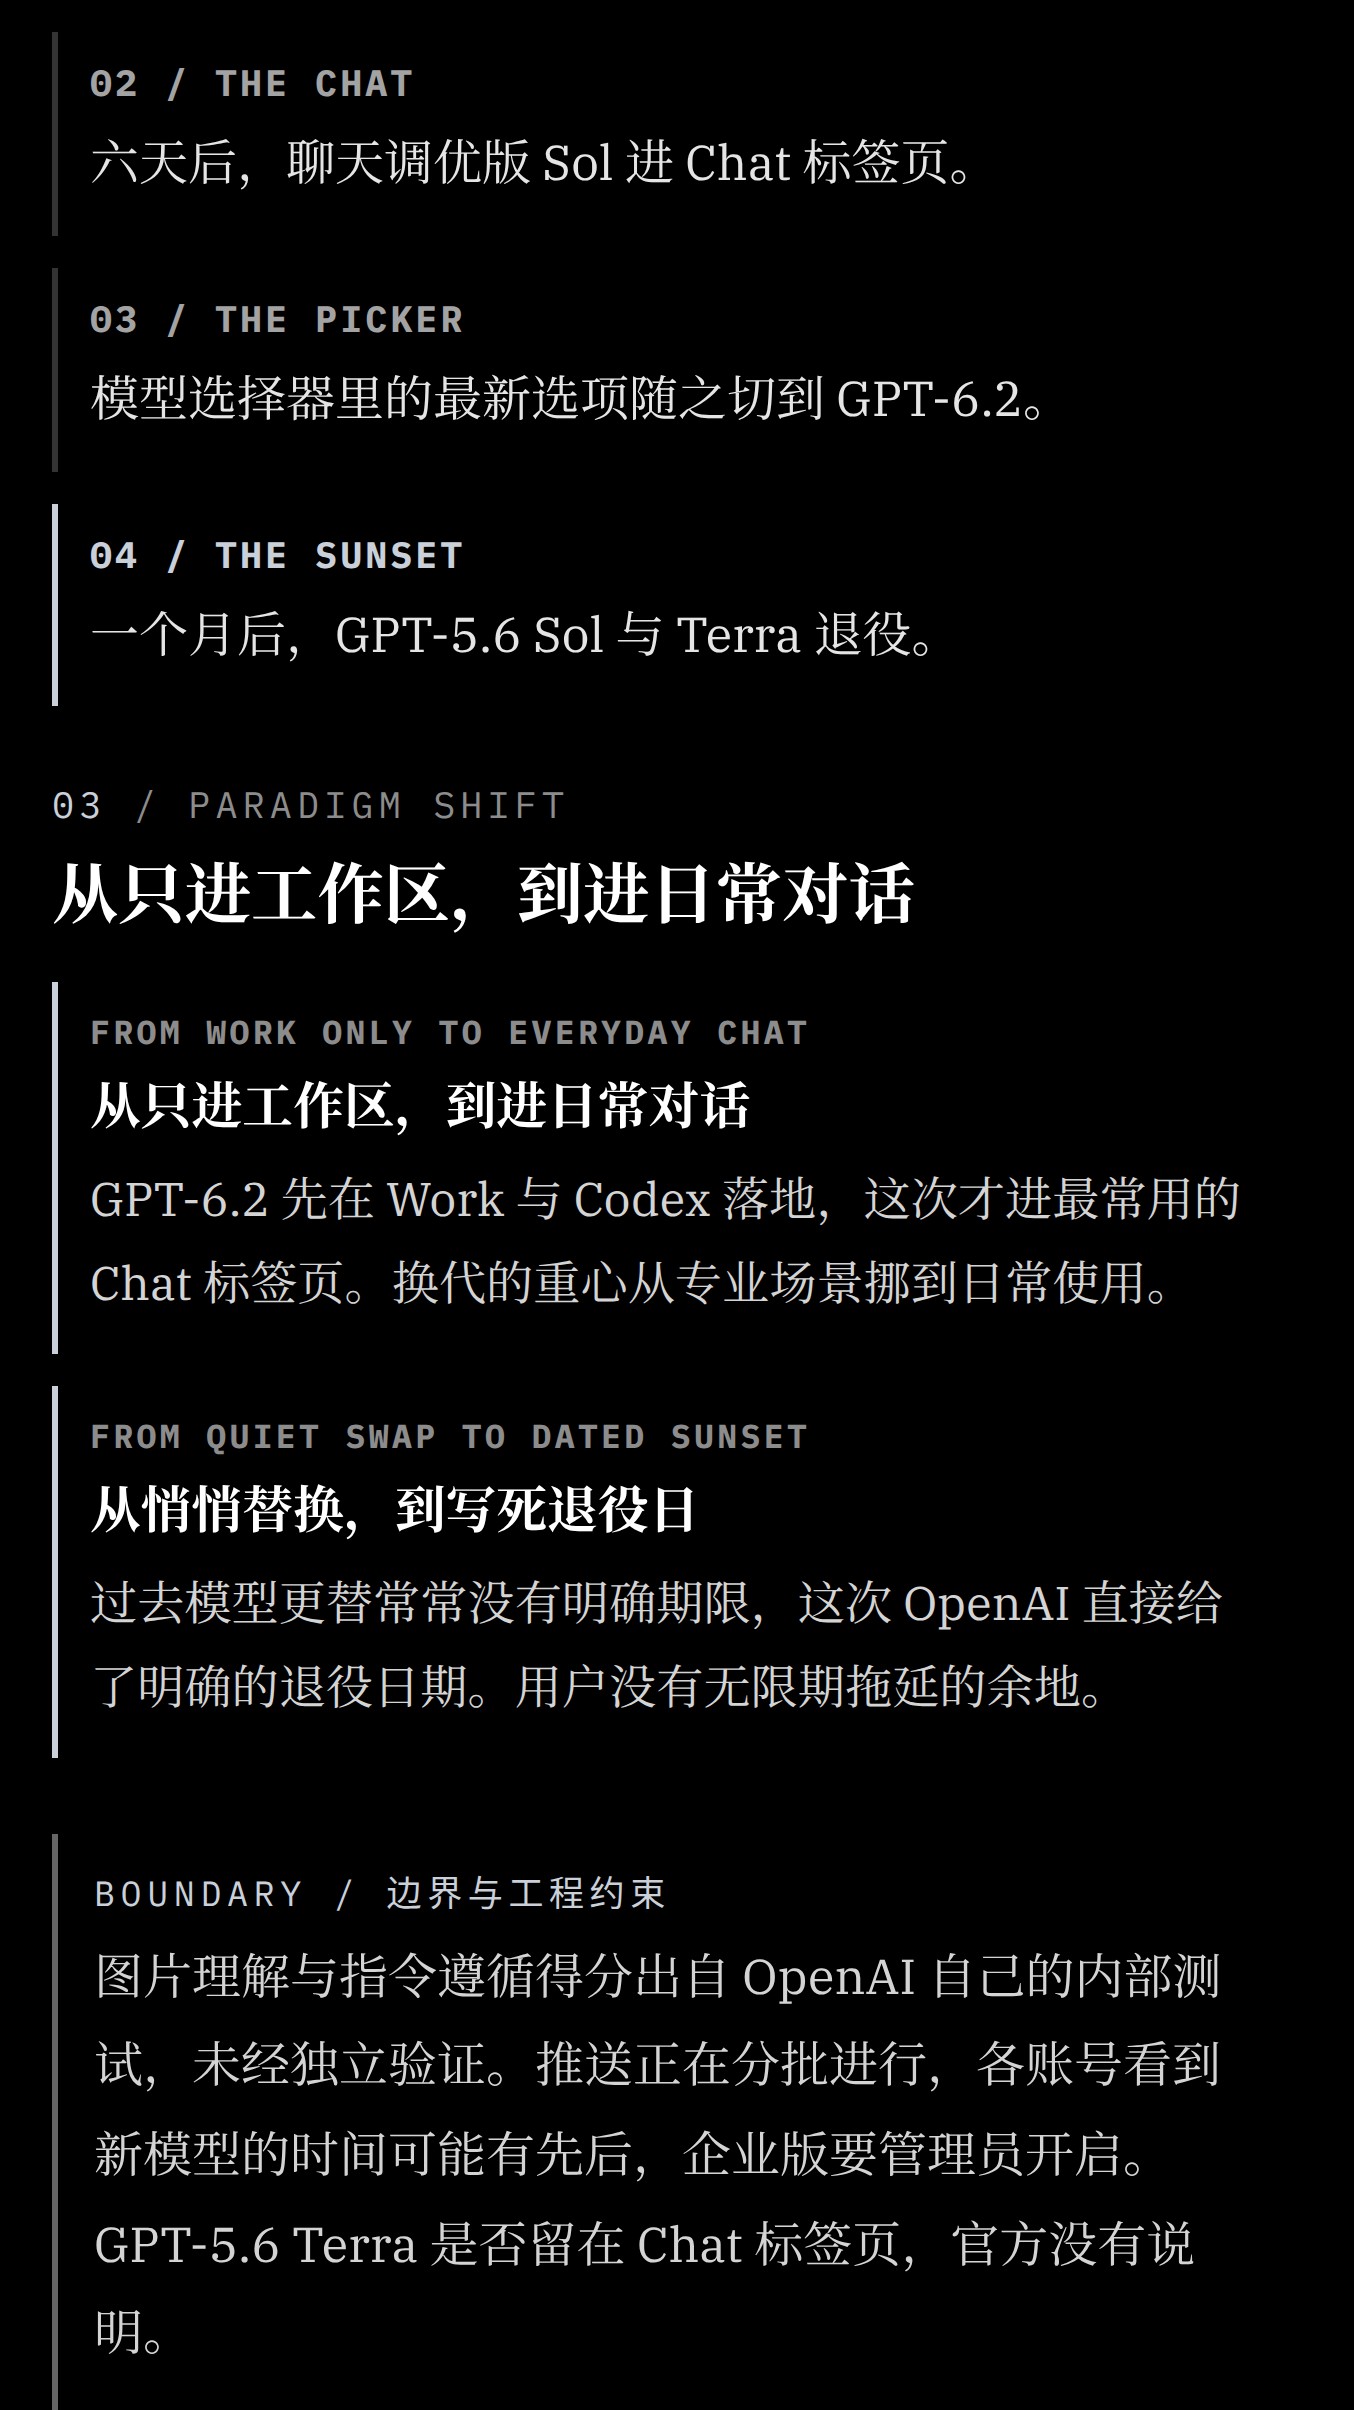 02 / THE CHAT
六天后，聊天调优版 Sol 进 Chat 标签页。
03 / THE PICKER
模型选择器里的最新选项随之切到 GPT-6.2。
04 / THE SUNSET
一个月后，GPT-5.6 Sol 与 Terra 退役。
03 / PARADIGM SHIFT
从只进工作区，到进日常对话
FROM WORK ONLY TO EVERYDAY CHAT
从只进工作区，到进日常对话
GPT-6.2 先在 Work 与 Codex 落地，这次才进最常用的
Chat 标签页。换代的重心从专业场景挪到日常使用。
FROM QUIET SWAP TO DATED SUNSET
从悄悄替换，到写死退役日
过去模型更替常常没有明确期限，这次 OpenAI 直接给
了明确的退役日期。用户没有无限期拖延的余地。
BOUNDARY / 边界与工程约束
图片理解与指令遵循得分出自 OpenAI 自己的内部测
试，未经独立验证。推送正在分批进行，各账号看到
新模型的时间可能有先后，企业版要管理员开启。
GPT-5.6 Terra 是否留在 Chat 标签页，官方没有说
明。